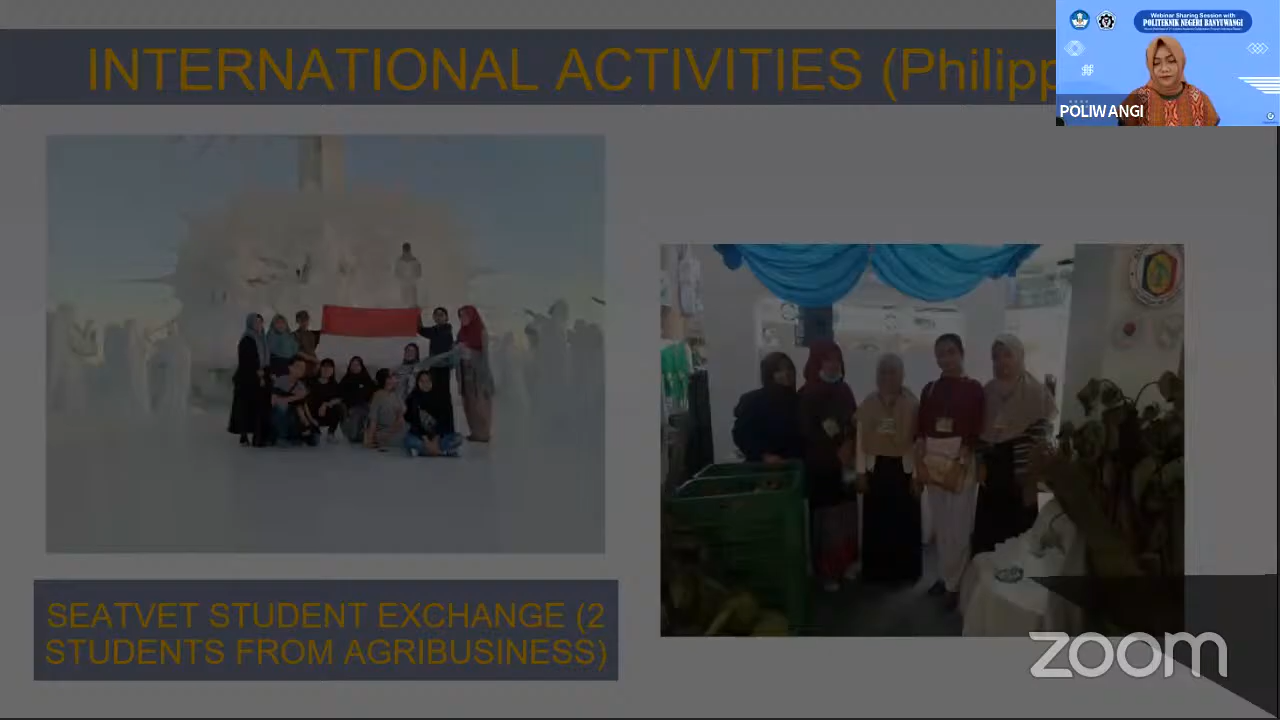 INTERNATIONAL ACTIVITIES (Philipp
Webinar Sharing Session with
POLITEKNIK NEGERI BANYUWANGI
POLIWANGI
SEATVET STUDENT EXCHANGE (2
STUDENTS FROM AGRIBUSINESS)
zoom